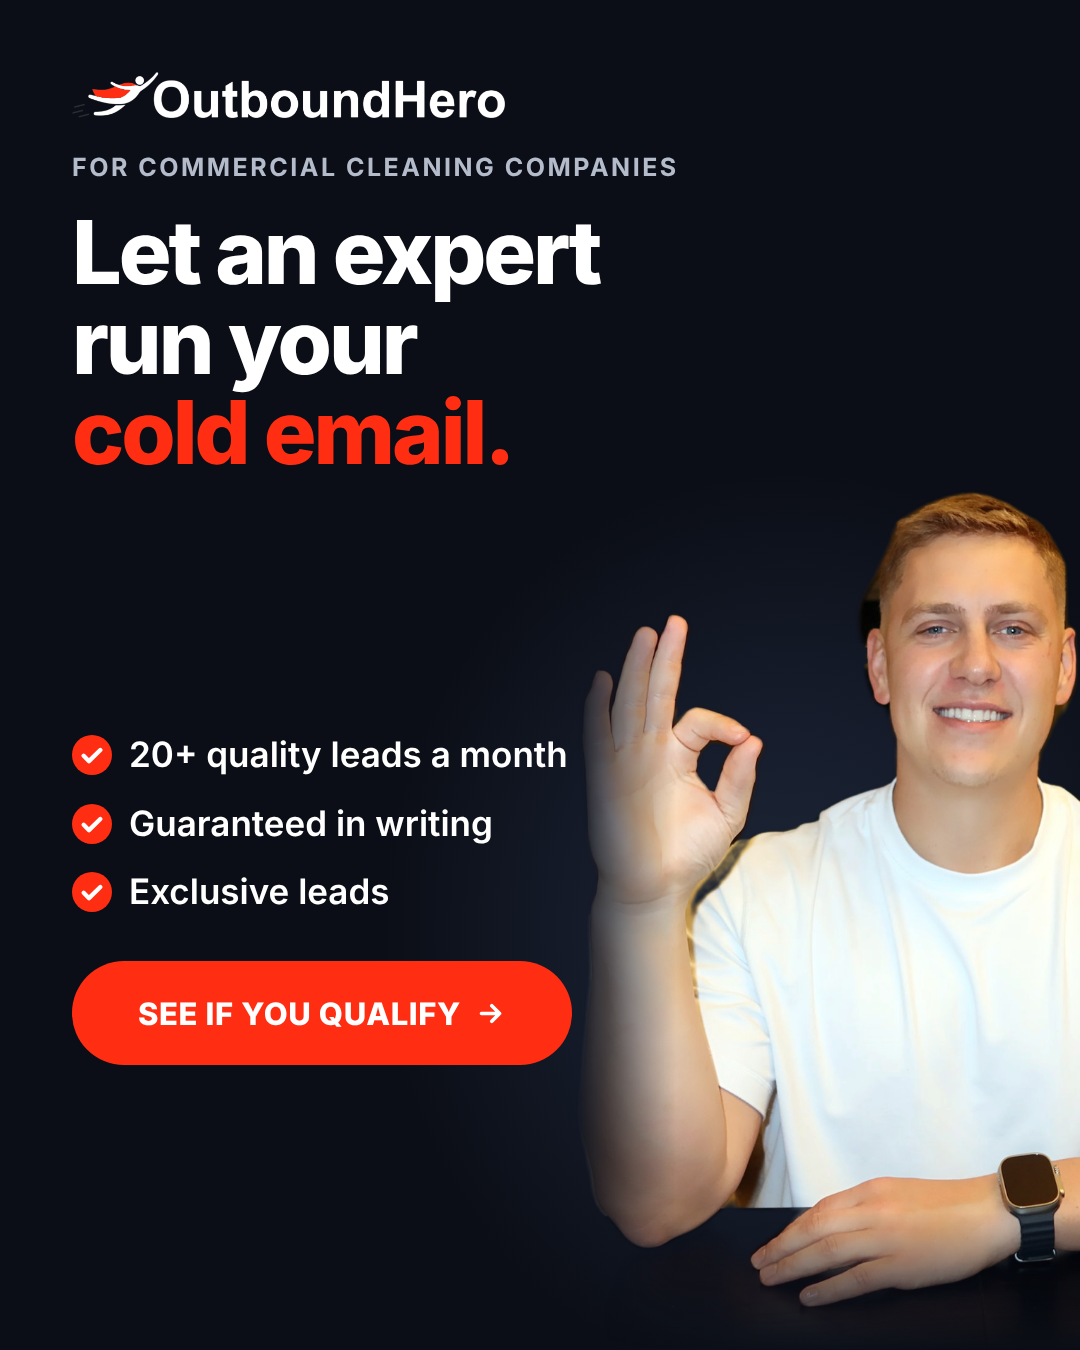 OutboundHero
FOR COMMERCIAL CLEANING COMPANIES
Let an expert
run your
cold email.
20+ quality leads a month
Guaranteed in writing
Exclusive leads
SEE IF YOU QUALIFY →